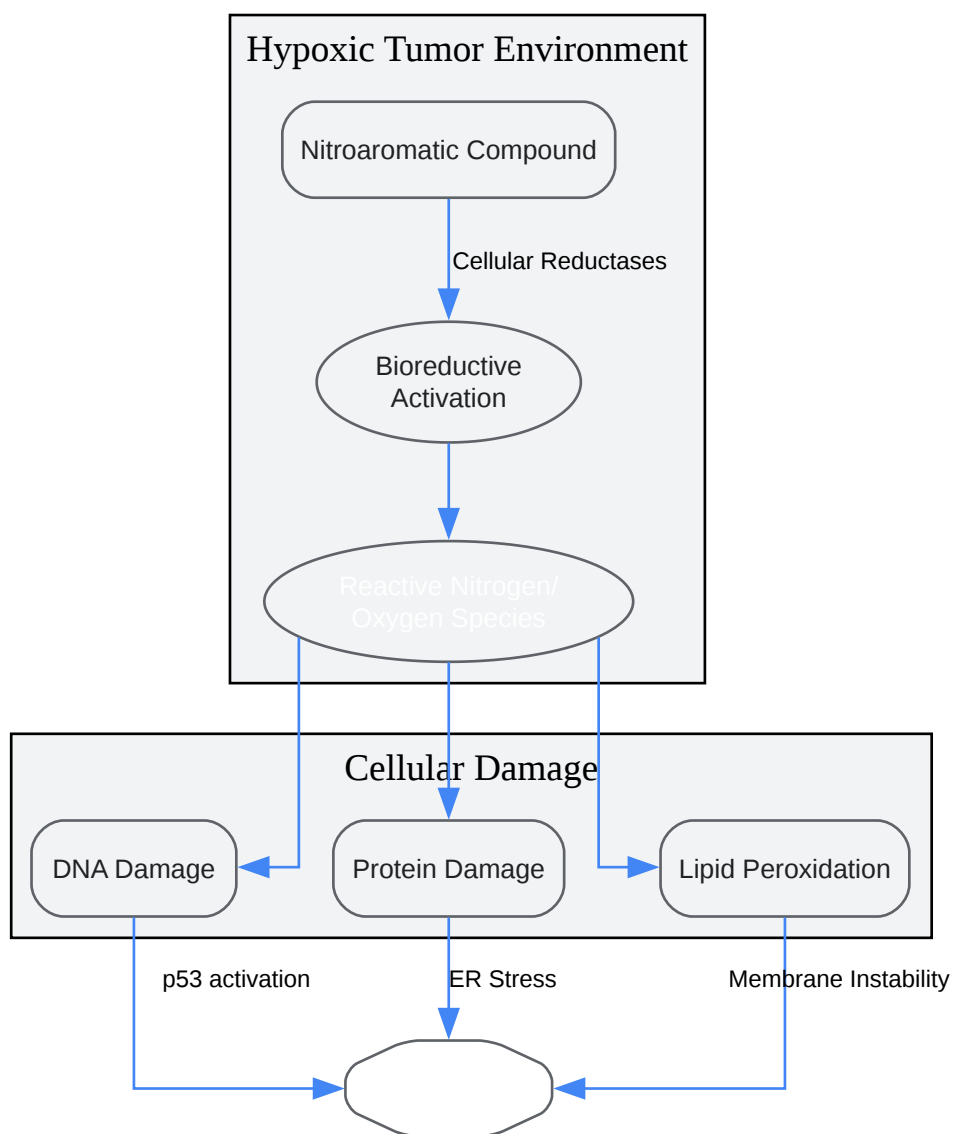 Hypoxic Tumor Environment
Nitroaromatic Compound
Cellular Reductases
Bioreductive
Activation
Reactive Nitrogen/
Oxygen Species
Cellular Damage
DNA Damage
Protein Damage
Lipid Peroxidation
p53 activation
ER Stress
Membrane Instability